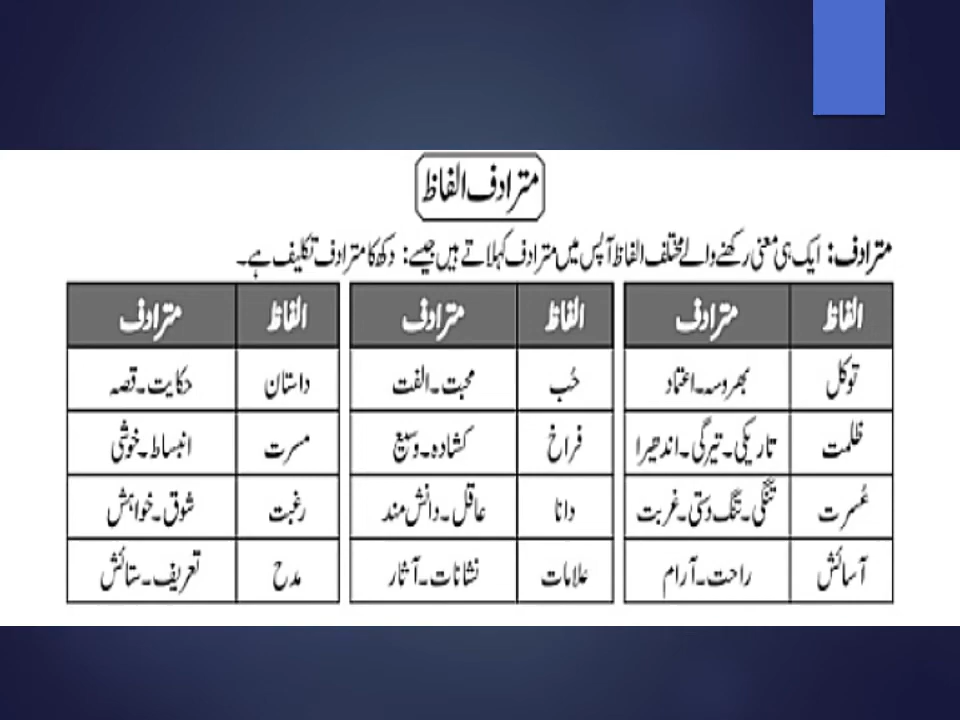 مترادف الفاظ
مترادف: ایک ہی معنی رکھنے والے مختلف الفاظ آپس میں مترادف کہلاتے ہیں جیسے: دکھ کا مترادف تکلیف ہے۔
الفاظ مترادف الفاظ مترادف الفاظ مترادف
توکل بھروسہ۔اعتماد حُب محبت۔الفت داستان حکایت۔قصہ
ظلمت تاریکی۔تیرگی۔اندھیرا فراخ کشادہ۔وسیع مسرت انبساط۔خوشی
عُسرت تنگی۔تنگ دستی۔غربت دانا عاقل۔دانش مند رغبت شوق۔خواہش
آسائش راحت۔آرام علامات نشانات۔آثار مدح تعریف۔ستائش